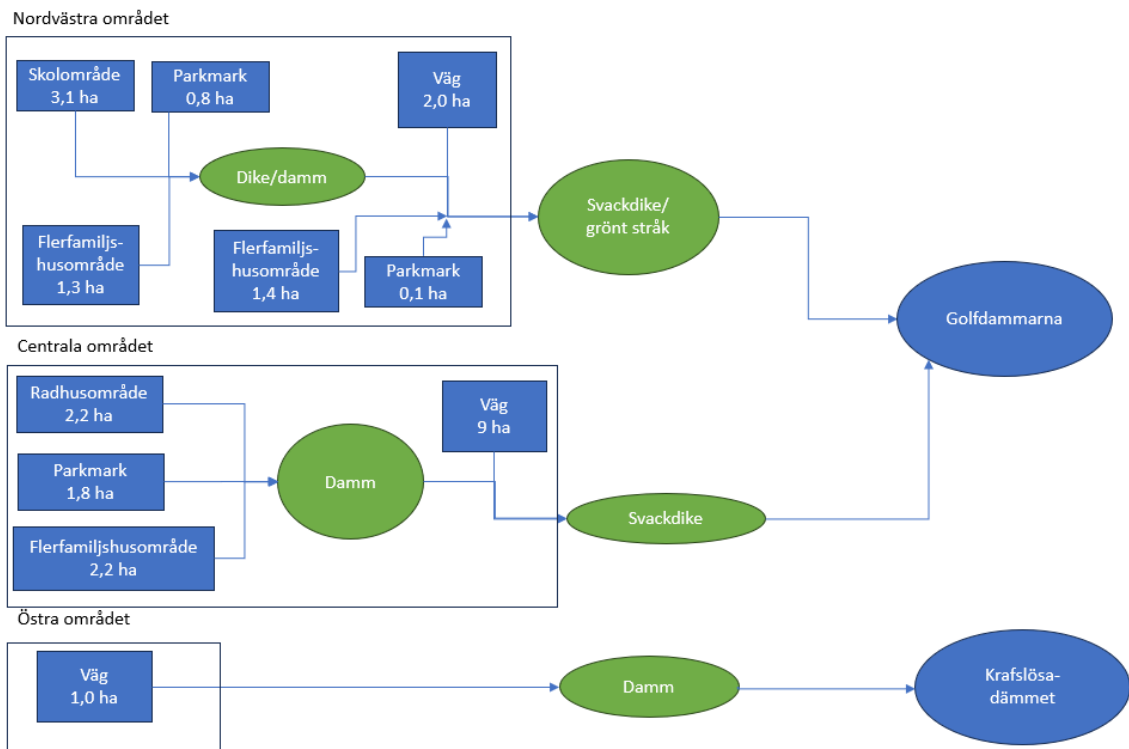 Nordvästra området
Skolområde
3,1 ha
Parkmark
0,8 ha
Väg
2,0 ha
Dike/damm
Svackdike/
grönt stråk
Flerfamiljs-
husområde
1,3 ha
Flerfamiljs-
husområde
1,4 ha
Parkmark
0,1 ha
Golfdammarna
Centrala området
Radhusområde
2,2 ha
Väg
9 ha
Parkmark
1,8 ha
Damm
Svackdike
Flerfamiljshusområde
2,2 ha
Östra området
Väg
1,0 ha
Damm
Krafslösa-
dämmet